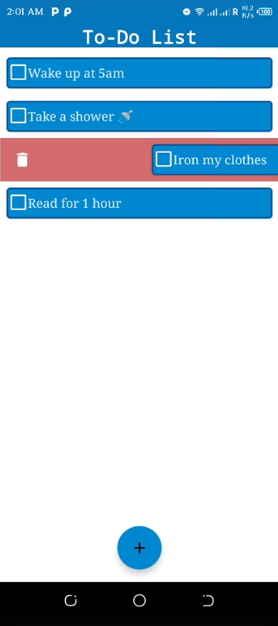 2:01 AM R 81.2 K/s 100
To-Do List
Wake up at 5am
Take a shower 🚿
Iron my clothes
Read for 1 hour
+